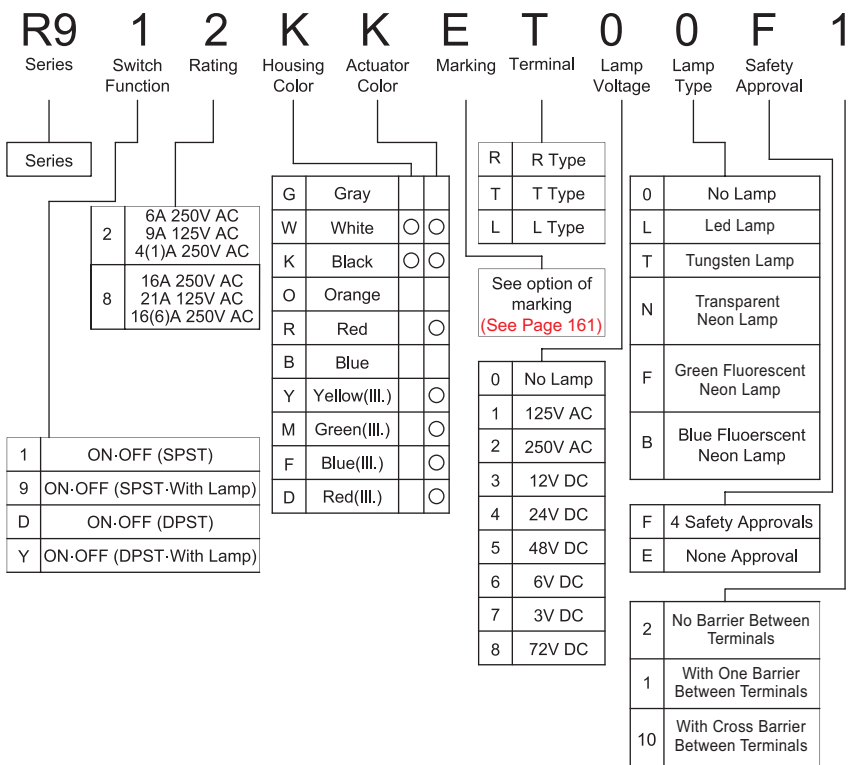 R9 1 2 K K E T 0 0 F 1
Series Switch Rating Housing Actuator Marking Terminal Lamp Lamp Safety
Function Color Color Voltage Type Approval
Series
2
6A 250V AC
9A 125V AC
4(1)A 250V AC
8
16A 250V AC
21A 125V AC
16(6)A 250V AC
1 ON·OFF (SPST)
9 ON·OFF (SPST·With Lamp)
D ON·OFF (DPST)
Y ON·OFF (DPST·With Lamp)
G Gray
W White ○ ○
K Black ○ ○
O Orange
R Red ○
B Blue
Y Yellow(Ill.) ○
M Green(Ill.) ○
F Blue(Ill.) ○
D Red(Ill.) ○
R R Type
T T Type
L L Type
See option of
marking
(See Page 161)
0 No Lamp
1 125V AC
2 250V AC
3 12V DC
4 24V DC
5 48V DC
6 6V DC
7 3V DC
8 72V DC
0 No Lamp
L Led Lamp
T Tungsten Lamp
N
Transparent
Neon Lamp
F
Green Fluorescent
Neon Lamp
B
Blue Fluoerscent
Neon Lamp
F 4 Safety Approvals
E None Approval
2
No Barrier Between
Terminals
1
With One Barrier
Between Terminals
10
With Cross Barrier
Between Terminals